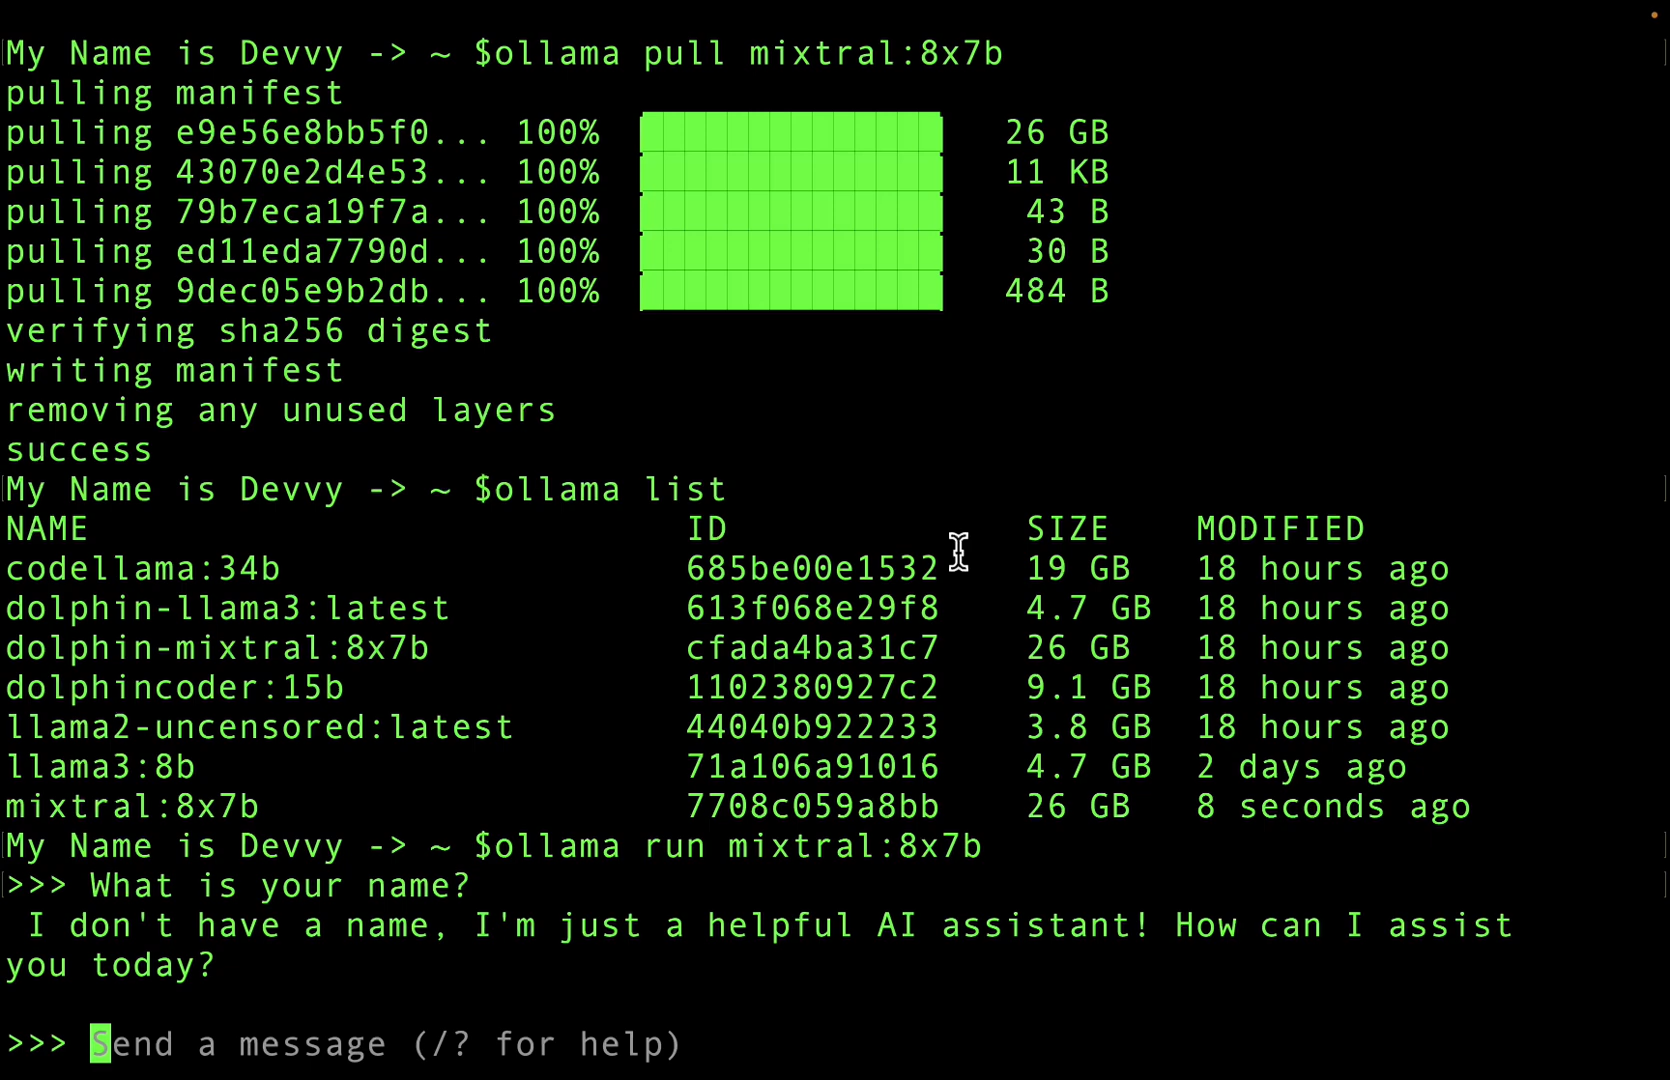 My Name is Devvy -> ~ $ollama pull mixtral:8x7b
pulling manifest
pulling e9e56e8bb5f0... 100% 26 GB
pulling 43070e2d4e53... 100% 11 KB
pulling 79b7eca19f7a... 100% 43 B
pulling ed11eda7790d... 100% 30 B
pulling 9dec05e9b2db... 100% 484 B
verifying sha256 digest
writing manifest
removing any unused layers
success
My Name is Devvy -> ~ $ollama list
NAME ID SIZE MODIFIED
codellama:34b 685be00e1532 19 GB 18 hours ago
dolphin-llama3:latest 613f068e29f8 4.7 GB 18 hours ago
dolphin-mixtral:8x7b cfada4ba31c7 26 GB 18 hours ago
dolphincoder:15b 1102380927c2 9.1 GB 18 hours ago
llama2-uncensored:latest 44040b922233 3.8 GB 18 hours ago
llama3:8b 71a106a91016 4.7 GB 2 days ago
mixtral:8x7b 7708c059a8bb 26 GB 8 seconds ago
My Name is Devvy -> ~ $ollama run mixtral:8x7b
>>> What is your name?
I don't have a name, I'm just a helpful AI assistant! How can I assist
you today?
>>> Send a message (/? for help)